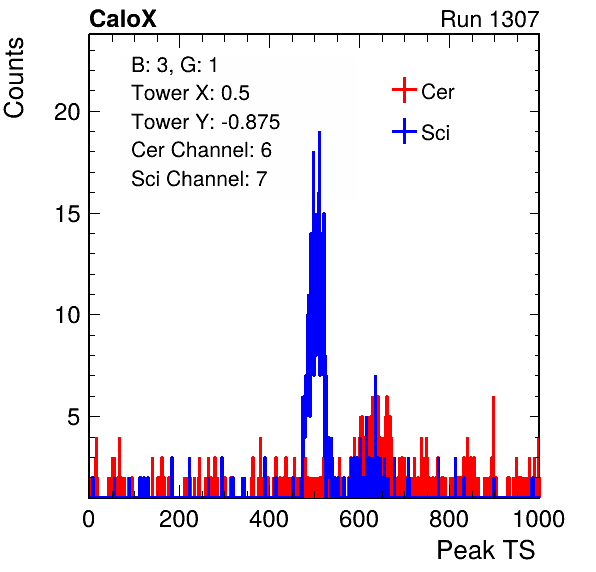 CaloX Run 1307
Counts
B: 3, G: 1
Tower X: 0.5
Tower Y: -0.875
Cer Channel: 6
Sci Channel: 7
Cer
Sci
20
15
10
5
0 200 400 600 800 1000
Peak TS